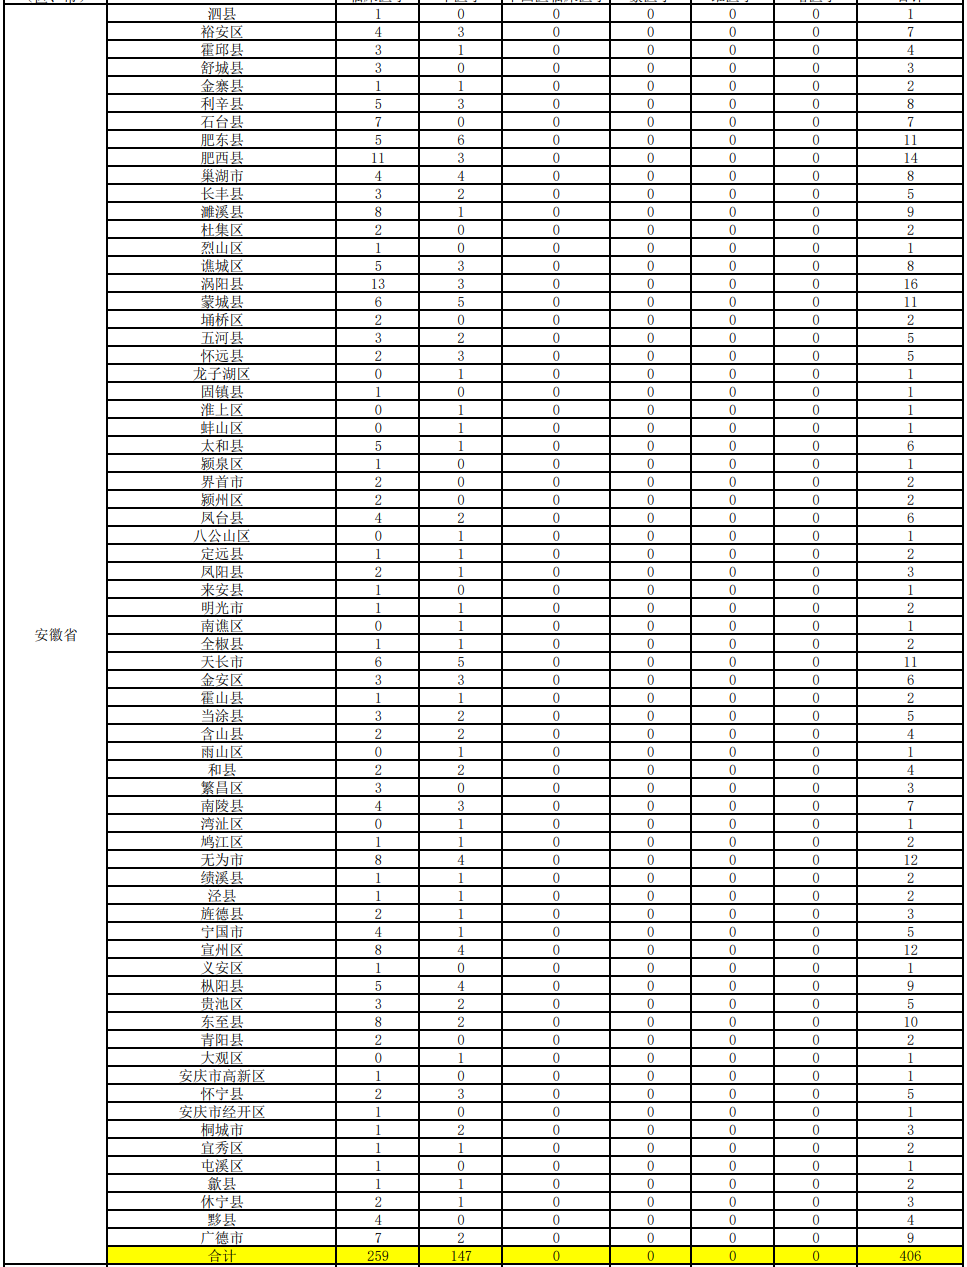 泗县 1 0 0 0 0 0 1
裕安区 4 3 0 0 0 0 7
霍邱县 3 1 0 0 0 0 4
舒城县 3 0 0 0 0 0 3
金寨县 1 1 0 0 0 0 2
利辛县 5 3 0 0 0 0 8
石台县 7 0 0 0 0 0 7
肥东县 5 6 0 0 0 0 11
肥西县 11 3 0 0 0 0 14
巢湖市 4 4 0 0 0 0 8
长丰县 3 2 0 0 0 0 5
濉溪县 8 1 0 0 0 0 9
杜集区 2 0 0 0 0 0 2
烈山区 1 0 0 0 0 0 1
谯城区 5 3 0 0 0 0 8
涡阳县 13 3 0 0 0 0 16
蒙城县 6 5 0 0 0 0 11
埇桥区 2 0 0 0 0 0 2
五河县 3 2 0 0 0 0 5
怀远县 2 3 0 0 0 0 5
龙子湖区 0 1 0 0 0 0 1
固镇县 1 0 0 0 0 0 1
淮上区 0 1 0 0 0 0 1
蚌山区 0 1 0 0 0 0 1
太和县 5 1 0 0 0 0 6
颍泉区 1 0 0 0 0 0 1
界首市 2 0 0 0 0 0 2
颍州区 2 0 0 0 0 0 2
凤台县 4 2 0 0 0 0 6
八公山区 0 1 0 0 0 0 1
定远县 1 1 0 0 0 0 2
凤阳县 2 1 0 0 0 0 3
来安县 1 0 0 0 0 0 1
明光市 1 1 0 0 0 0 2
安徽省
南谯区 0 1 0 0 0 0 1
全椒县 1 1 0 0 0 0 2
天长市 6 5 0 0 0 0 11
金安区 3 3 0 0 0 0 6
霍山县 1 1 0 0 0 0 2
当涂县 3 2 0 0 0 0 5
含山县 2 2 0 0 0 0 4
雨山区 0 1 0 0 0 0 1
和县 2 2 0 0 0 0 4
繁昌区 3 0 0 0 0 0 3
南陵县 4 3 0 0 0 0 7
湾沚区 0 1 0 0 0 0 1
鸠江区 1 1 0 0 0 0 2
无为市 8 4 0 0 0 0 12
绩溪县 1 1 0 0 0 0 2
泾县 1 1 0 0 0 0 2
旌德县 2 1 0 0 0 0 3
宁国市 4 1 0 0 0 0 5
宣州区 8 4 0 0 0 0 12
义安区 1 0 0 0 0 0 1
枞阳县 5 4 0 0 0 0 9
贵池区 3 2 0 0 0 0 5
东至县 8 2 0 0 0 0 10
青阳县 2 0 0 0 0 0 2
大观区 0 1 0 0 0 0 1
安庆市高新区 1 0 0 0 0 0 1
怀宁县 2 3 0 0 0 0 5
安庆市经开区 1 0 0 0 0 0 1
桐城市 1 2 0 0 0 0 3
宜秀区 1 1 0 0 0 0 2
屯溪区 1 0 0 0 0 0 1
歙县 1 1 0 0 0 0 2
休宁县 2 1 0 0 0 0 3
黟县 4 0 0 0 0 0 4
广德市 7 2 0 0 0 0 9
合计 259 147 0 0 0 0 406